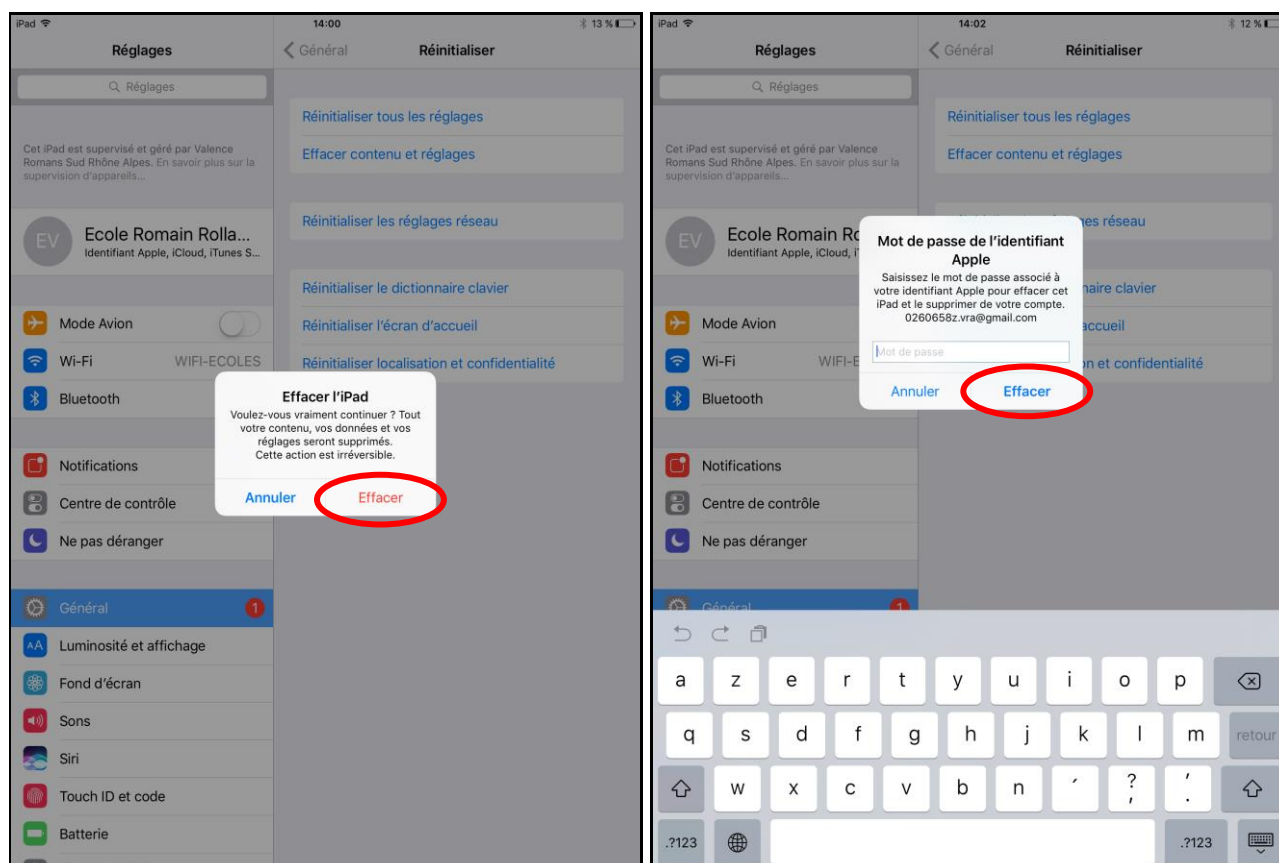 iPad 14:00 13 %
Réglages
Général Réinitialiser
Réglages
Cet iPad est supervisé et géré par Valence
Romans Sud Rhône Alpes. En savoir plus sur la
supervision d'appareils...
EV
Ecole Romain Rolla...
Identifiant Apple, iCloud, iTunes S...
Mode Avion
Wi-Fi WIFI-ECOLES
Bluetooth
Notifications
Centre de contrôle
Ne pas déranger
Général 1
AA Luminosité et affichage
Fond d'écran
Sons
Siri
Touch ID et code
Batterie
Réinitialiser tous les réglages
Effacer contenu et réglages
Réinitialiser les réglages réseau
Réinitialiser le dictionnaire clavier
Réinitialiser l'écran d'accueil
Réinitialiser localisation et confidentialité
Effacer l'iPad
Voulez-vous vraiment continuer ? Tout
votre contenu, vos données et vos
réglages seront supprimés.
Cette action est irréversible.
Annuler Effacer
iPad 14:02 12 %
Réglages
Général Réinitialiser
Réglages
Cet iPad est supervisé et géré par Valence
Romans Sud Rhône Alpes. En savoir plus sur la
supervision d'appareils...
EV
Ecole Romain Ro
Identifiant Apple, iCloud, i
Mode Avion
Wi-Fi WIFI-E
Bluetooth
Notifications
Centre de contrôle
Ne pas déranger
Général
Réinitialiser tous les réglages
Effacer contenu et réglages
réseau
clavier
accueil
et confidentialité
Mot de passe de l'identifiant
Apple
Saisissez le mot de passe associé à
votre identifiant Apple pour effacer cet
iPad et le supprimer de votre compte.
0260658z.vra@gmail.com
Mot de passe
Annuler Effacer
a z e r t y u i o p
q s d f g h j k l m retour
w x c v b n ´ ? , ' .
.?123 .?123